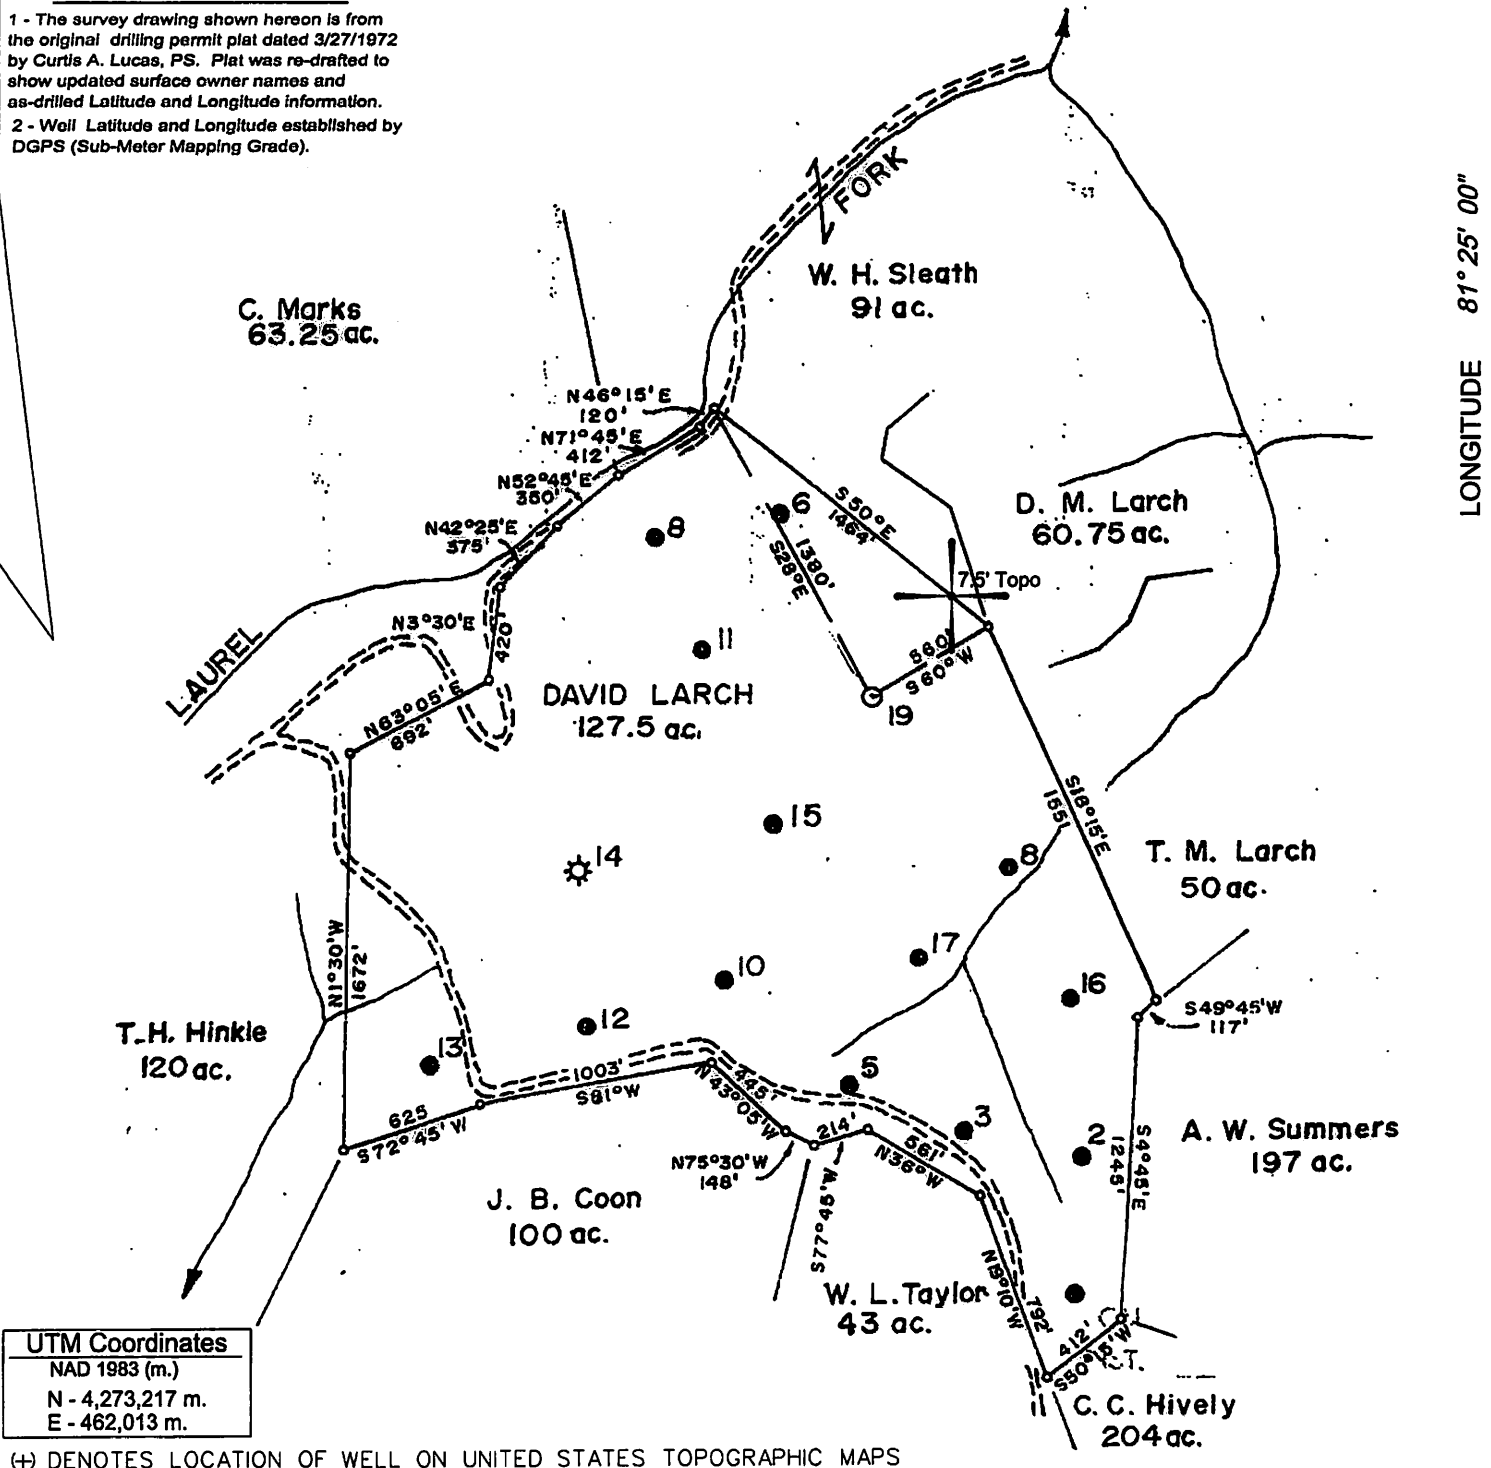 1 - The survey drawing shown hereon is from
the original drilling permit plat dated 3/27/1972
by Curtis A. Lucas, PS. Plat was re-drafted to
show updated surface owner names and
as-drilled Latitude and Longitude information.
2 - Well Latitude and Longitude established by
DGPS (Sub-Meter Mapping Grade).
LONGITUDE 81° 25' 00"
FORK
W. H. Sleath
91 ac.
C. Marks
63.25 ac.
N46°15'E
120'
N71°45'E
412'
N52°45'E
350'
N42°25'E
375'
S50°E
1464'
D. M. Larch
60.75 ac.
6
8
1380'
S28°E
7.5' Topo
N3°30'E
420'
LAUREL
11
560'
S60°W
19
DAVID LARCH
127.5 ac.
N63°05'E
692'
S18°15'E
1551
15
14
8
T. M. Larch
50 ac.
N1°30'W
1672'
17
10
16
S49°45'W
117'
12
T. H. Hinkle
120 ac.
13
1003'
S81°W
445'
N43°05'W
5
3
2
625
S72°45'W
214'
561'
N36°W
S4°45'E
1245'
A. W. Summers
197 ac.
N75°30'W
148'
S77°45'W
J. B. Coon
100 ac.
N19°10'W
792'
W. L. Taylor
43 ac.
412'
S50°15'W
C. C. Hively
204 ac.
UTM Coordinates
NAD 1983 (m.)
N - 4,273,217 m.
E - 462,013 m.
(+) DENOTES LOCATION OF WELL ON UNITED STATES TOPOGRAPHIC MAPS